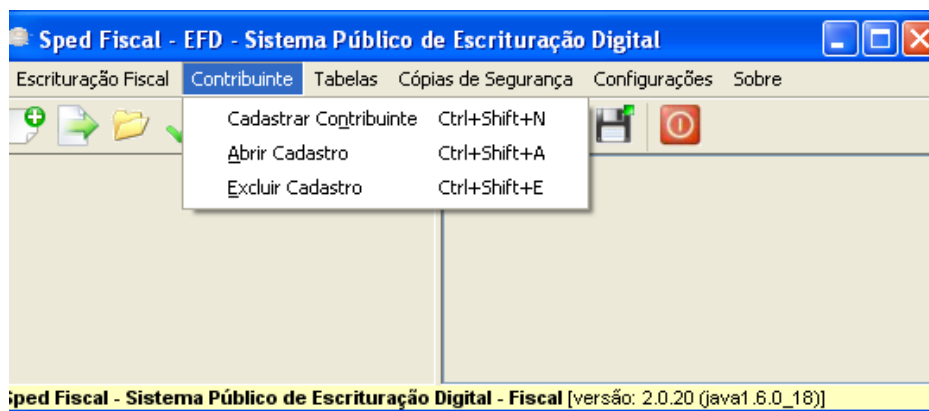 Sped Fiscal - EFD - Sistema Público de Escrituração Digital
Escrituração Fiscal Contribuinte Tabelas Cópias de Segurança Configurações Sobre
Cadastrar Contribuinte Ctrl+Shift+N
Abrir Cadastro Ctrl+Shift+A
Excluir Cadastro Ctrl+Shift+E
Sped Fiscal - Sistema Público de Escrituração Digital - Fiscal [versão: 2.0.20 (java1.6.0_18)]